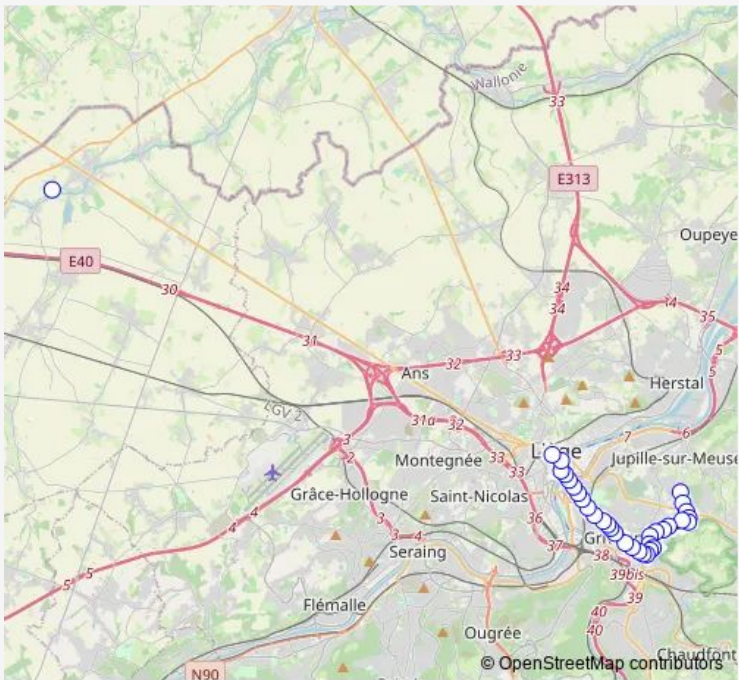 Wallonie
33
E313
Oupeye
E40
30
34
34
14
35
31
32
33
5
5
Ans
Herstal
LGV 2
31a
32
7
6
3
2
Liège
Montegnée
33
33
Jupille-sur-Meuse
Grâce-Hollogne
Saint-Nicolas
36
4
4
3
3
37
38
Seraing
39bis
5
5
39
Flémalle
40
40
Ougrée
Chaudfont
N90
© OpenStreetMap contributors